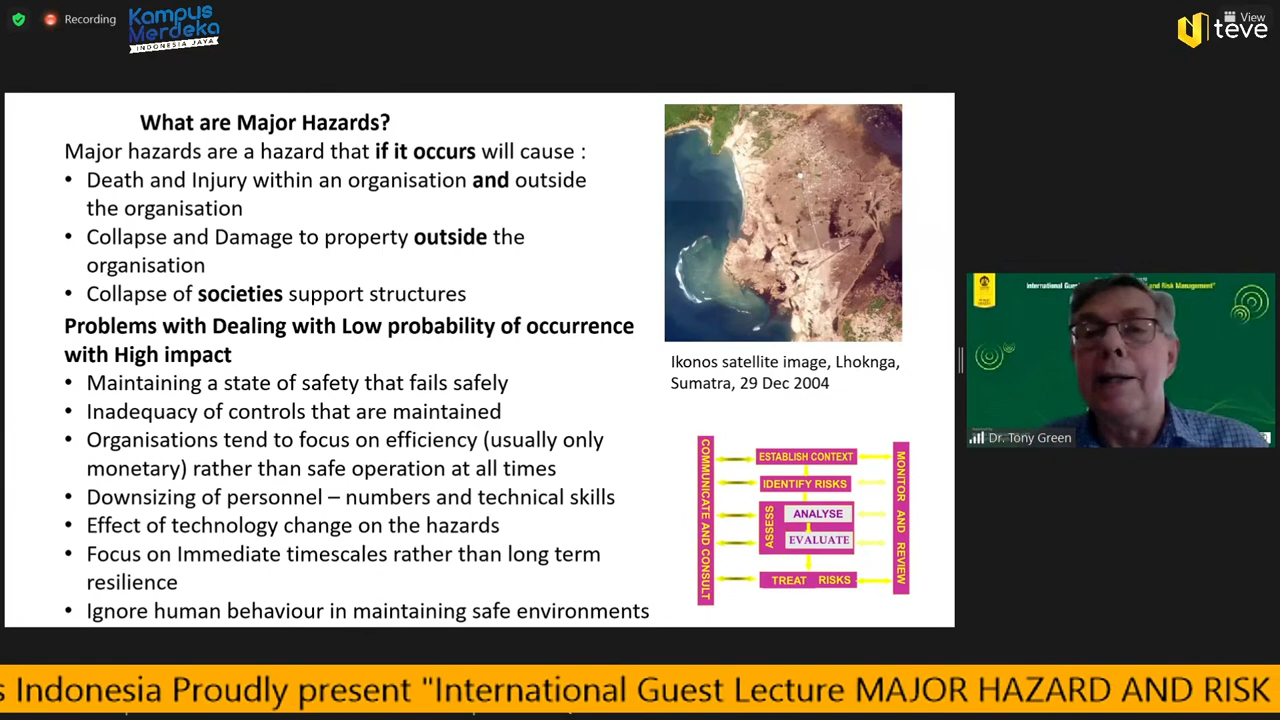 Recording
Kampus
Merdeka
INDONESIA JAYA
View
teve
What are Major Hazards?
Major hazards are a hazard that if it occurs will cause :
• Death and Injury within an organisation and outside
the organisation
• Collapse and Damage to property outside the
organisation
• Collapse of societies support structures
Problems with Dealing with Low probability of occurrence
with High impact
• Maintaining a state of safety that fails safely
• Inadequacy of controls that are maintained
• Organisations tend to focus on efficiency (usually only
monetary) rather than safe operation at all times
• Downsizing of personnel – numbers and technical skills
• Effect of technology change on the hazards
• Focus on Immediate timescales rather than long term
resilience
• Ignore human behaviour in maintaining safe environments
Ikonos satellite image, Lhoknga,
Sumatra, 29 Dec 2004
COMMUNICATE AND CONSULT
ESTABLISH CONTEXT
IDENTIFY RISKS
ASSESS
ANALYSE
EVALUATE
TREAT RISKS
MONITOR AND REVIEW
International Gue
and Risk Management"
Dr. Tony Green
s Indonesia Proudly present "International Guest Lecture MAJOR HAZARD AND RISK